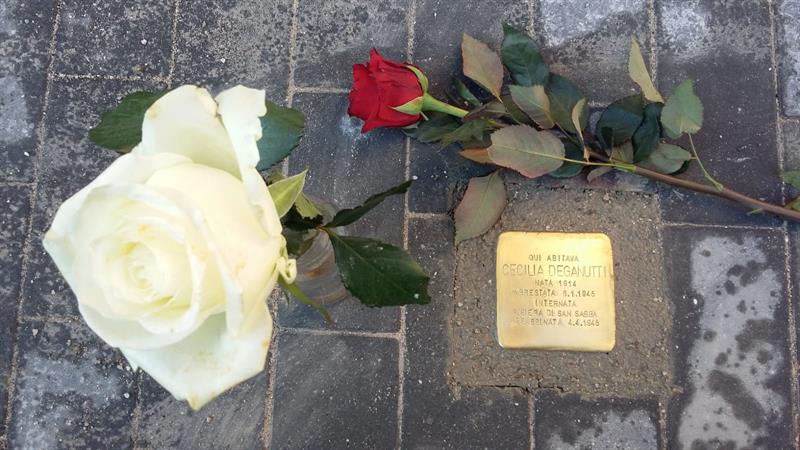 QUI ABITAVA
CECILIA DEGANUTTI
NATA 1914
ARRESTATA 6.1.1945
INTERNATA
RISIERA DI SAN SABBA
ASSASSINATA 4.4.1945